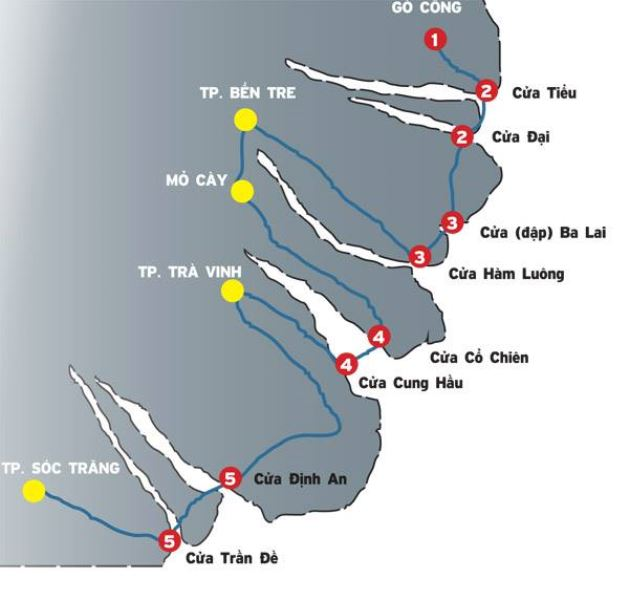 GÒ CÔNG
1
2
Cửa Tiểu
TP. BẾN TRE
2
Cửa Đại
MỎ CÀY
3
Cửa (đập) Ba Lai
3
Cửa Hàm Luông
TP. TRÀ VINH
4
Cửa Cổ Chiên
4
Cửa Cung Hầu
TP. SÓC TRĂNG
5
Cửa Định An
5
Cửa Trần Đề